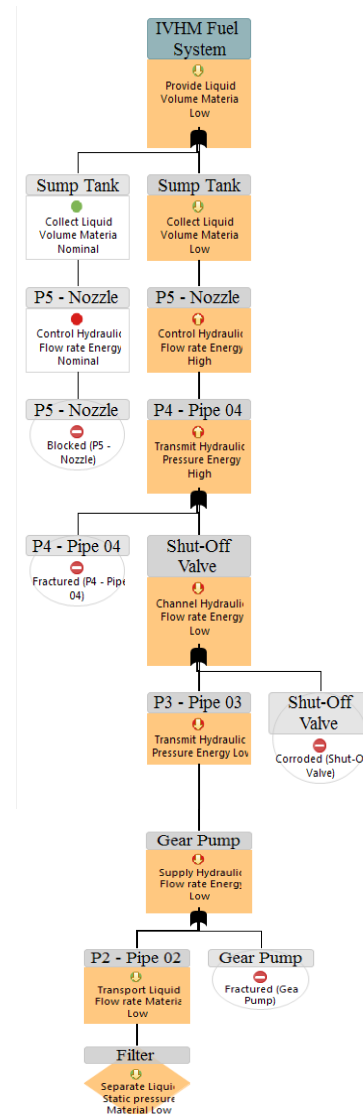 IVHM Fuel
System
Provide Liquid
Volume Materia
Low
Sump Tank
Collect Liquid
Volume Materia
Nominal
Sump Tank
Collect Liquid
Volume Materia
Low
P5 - Nozzle
Control Hydraulic
Flow rate Energy
Nominal
P5 - Nozzle
Control Hydraulic
Flow rate Energy
High
P5 - Nozzle
Blocked (P5 -
Nozzle)
P4 - Pipe 04
Transmit Hydraulic
Pressure Energy
High
P4 - Pipe 04
Fractured (P4 - Pipe
04)
Shut-Off
Valve
Channel Hydraulic
Flow rate Energy
Low
P3 - Pipe 03
Transmit Hydraulic
Pressure Energy Low
Shut-Off
Valve
Corroded (Shut-O
Valve)
Gear Pump
Supply Hydraulic
Flow rate Energy
Low
P2 - Pipe 02
Transport Liquid
Flow rate Materia
Low
Gear Pump
Fractured (Gea
Pump)
Filter
Separate Liqui
Static pressure
Material Low